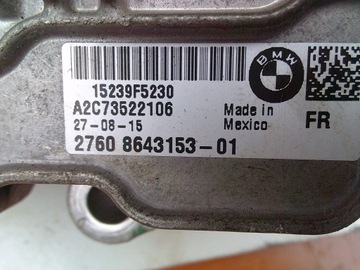 BMW
15239F5230
A2C73522106
27-08-15
Made in
Mexico
FR
2760 8643153-01